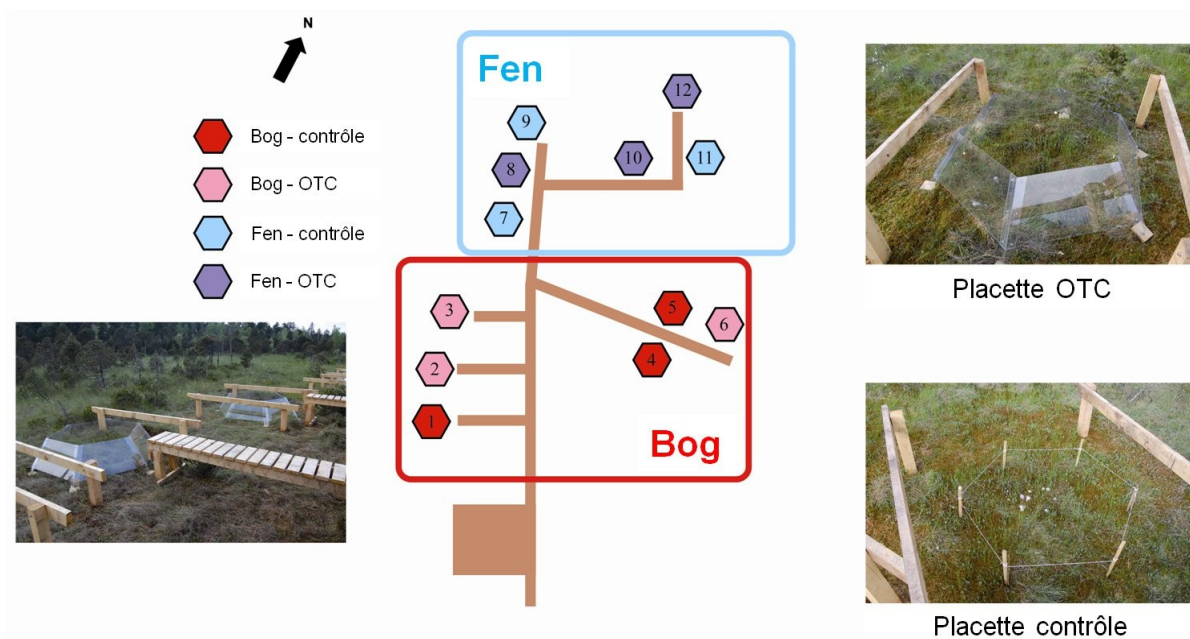 N
Fen
12
9
8
10
11
7
Bog - contrôle
Bog - OTC
Fen - contrôle
Fen - OTC
Placette OTC
3
5
6
2
4
1
Bog
Placette contrôle